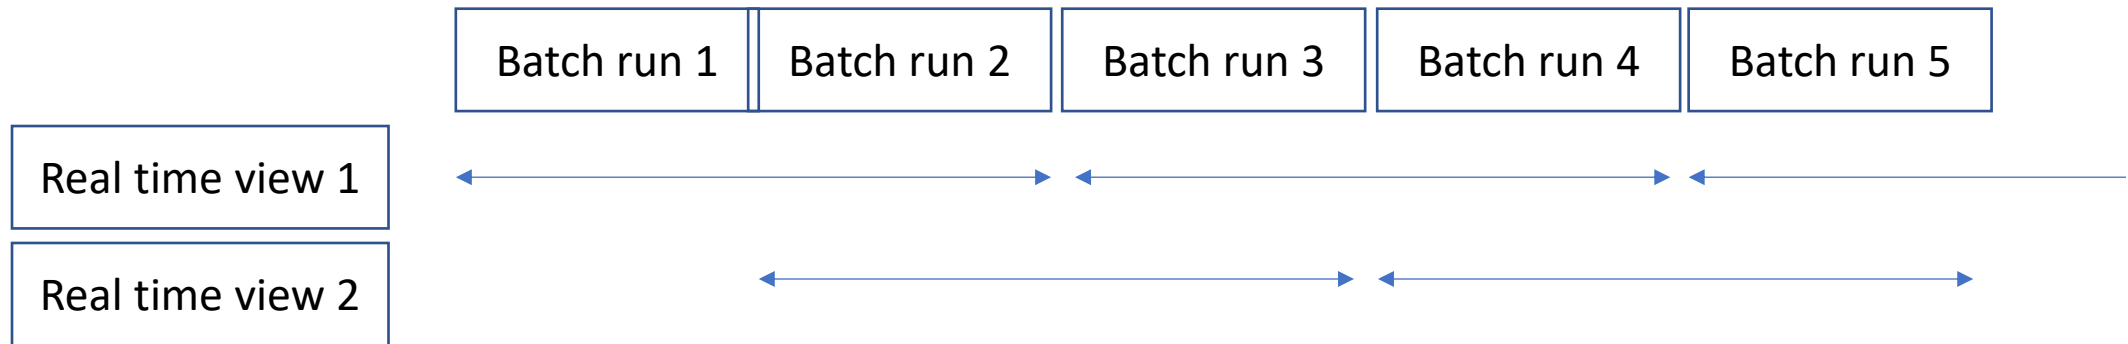 Batch run 1
Batch run 2
Batch run 3
Batch run 4
Batch run 5
Real time view 1
Real time view 2